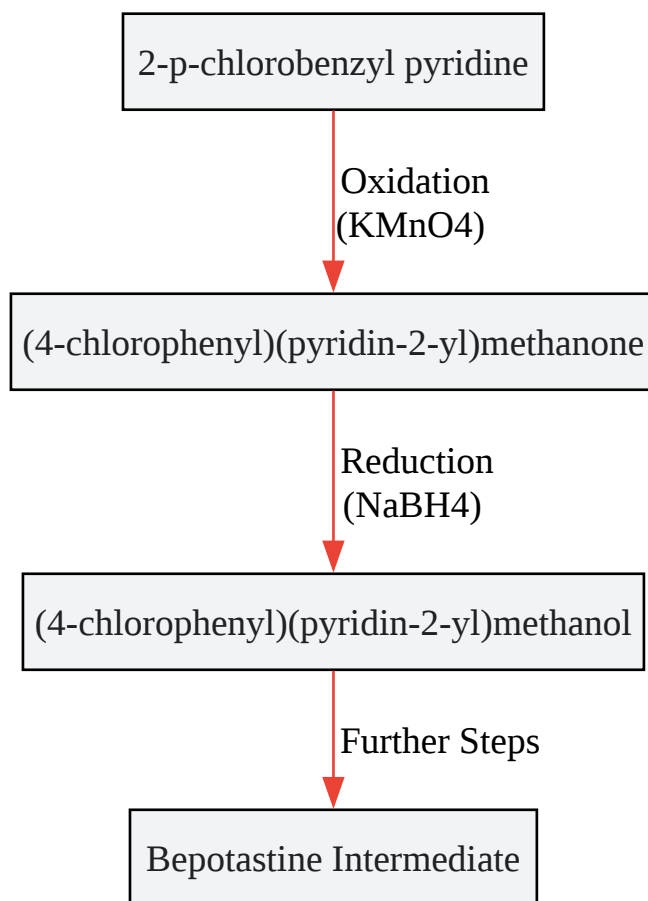 2-p-chlorobenzyl pyridine
Oxidation
(KMnO4)
(4-chlorophenyl)(pyridin-2-yl)methanone
Reduction
(NaBH4)
(4-chlorophenyl)(pyridin-2-yl)methanol
Further Steps
Bepotastine Intermediate